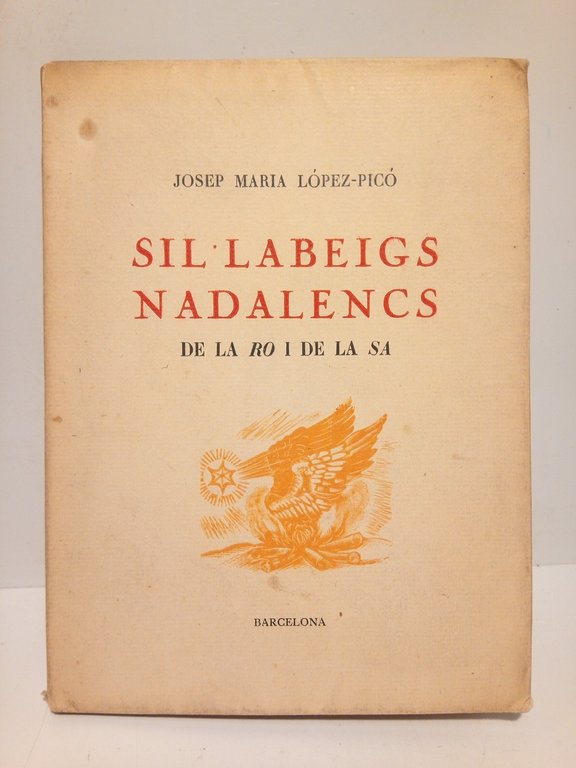 JOSEP MARIA LÓPEZ-PICÓ
SIL·LABEIGS
NADALENCS
DE LA RO I DE LA SA
BARCELONA